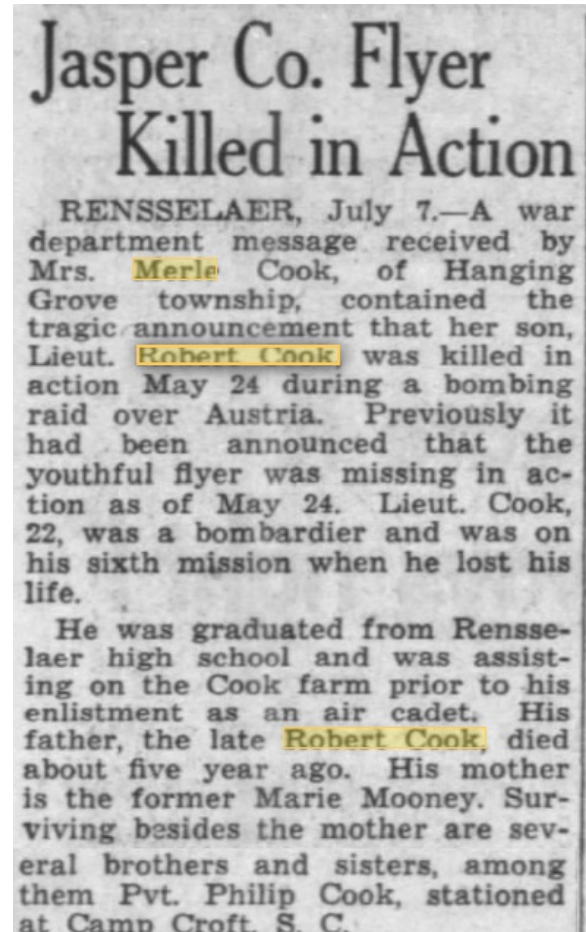 Jasper Co. Flyer
Killed in Action
RENSSELAER, July 7.—A war
department message received by
Mrs. Merle Cook, of Hanging
Grove township, contained the
tragic announcement that her son,
Lieut. Robert Cook was killed in
action May 24 during a bombing
raid over Austria. Previously it
had been announced that the
youthful flyer was missing in ac-
tion as of May 24. Lieut. Cook,
22, was a bombardier and was on
his sixth mission when he lost his
life.
He was graduated from Rensse-
laer high school and was assist-
ing on the Cook farm prior to his
enlistment as an air cadet. His
father, the late Robert Cook, died
about five year ago. His mother
is the former Marie Mooney. Sur-
viving besides the mother are sev-
eral brothers and sisters, among
them Pvt. Philip Cook, stationed
at Camp Croft, S. C.